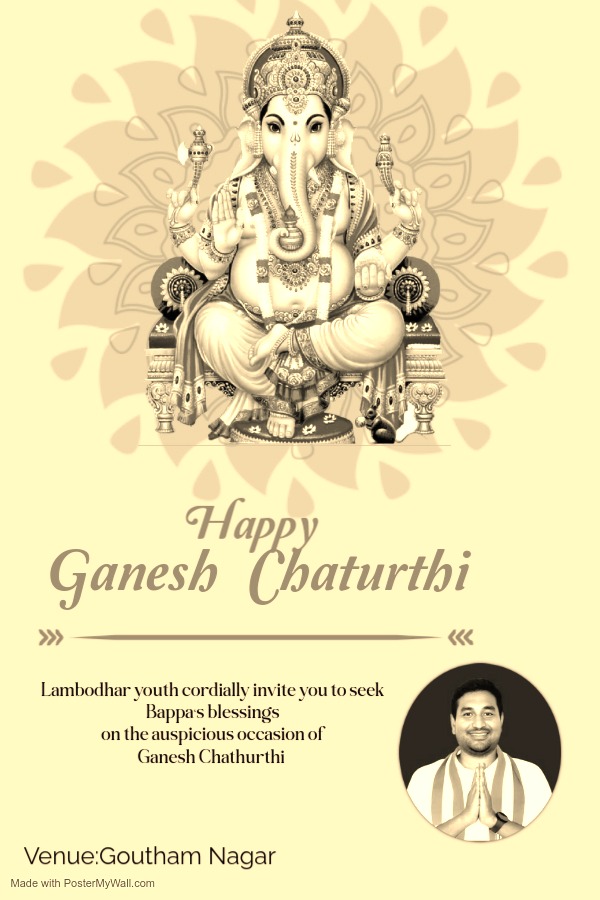 Happy
Ganesh Chaturthi
Lambodhar youth cordially invite you to seek
Bappa's blessings
on the auspicious occasion of
Ganesh Chathurthi
Venue:Goutham Nagar
Made with PosterMyWall.com